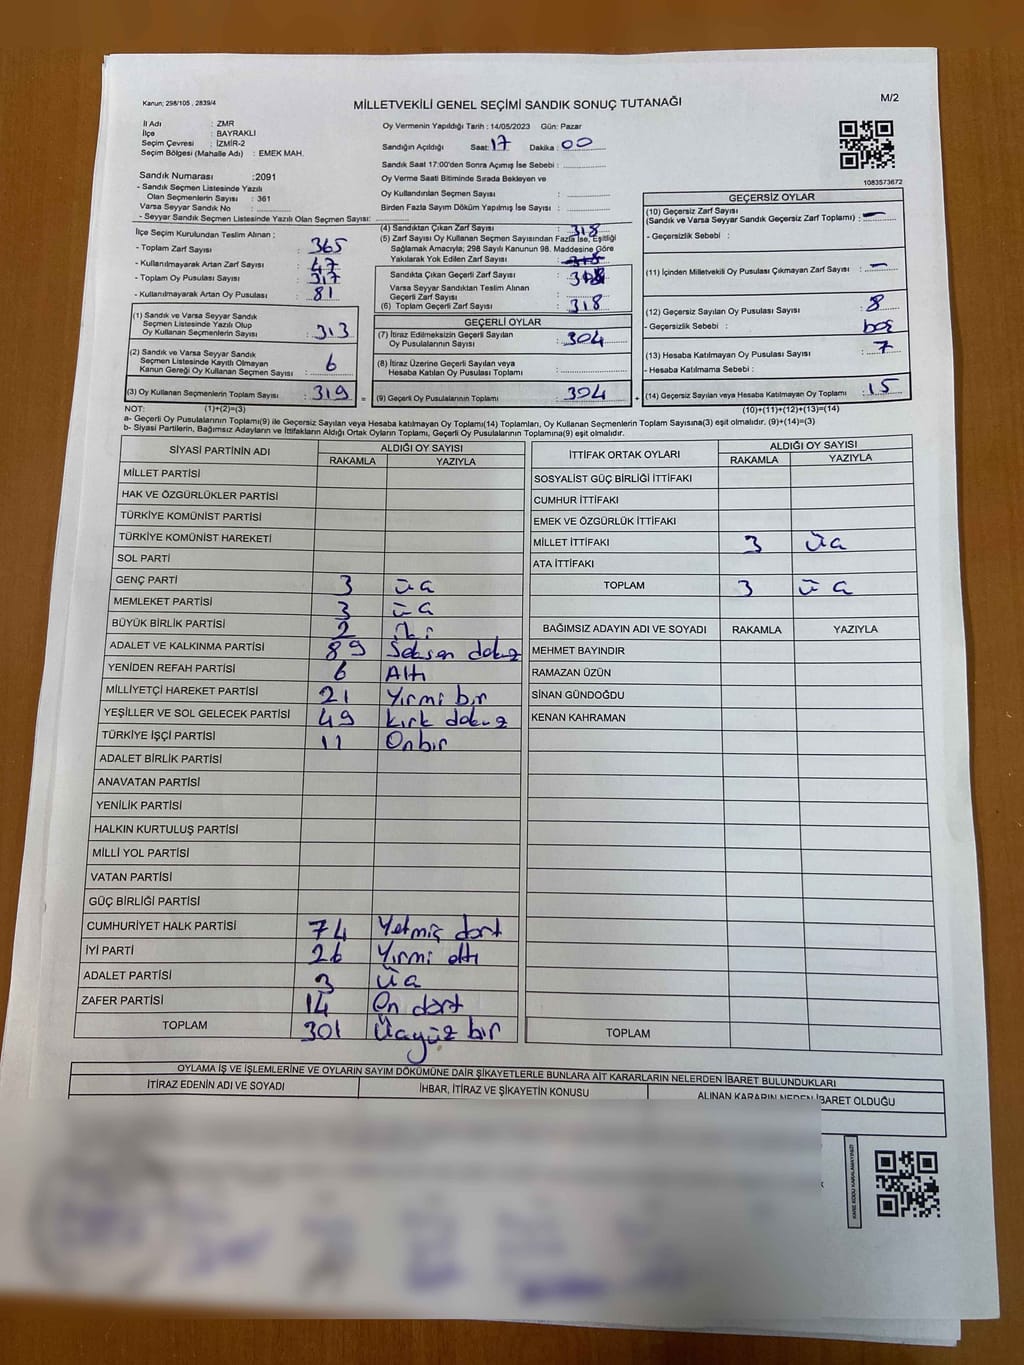 Kanun; 298/105 , 2839/4
MİLLETVEKİLİ GENEL SEÇİMİ SANDIK SONUÇ TUTANAĞI
M/2
İl Adı : ZMR
İlçe : BAYRAKLI
Seçim Çevresi : İZMİR-2
Seçim Bölgesi (Mahalle Adı) : EMEK MAH.
Sandık Numarası :2091
- Sandık Seçmen Listesinde Yazılı
Olan Seçmenlerin Sayısı : 361
Varsa Seyyar Sandık No :
- Seyyar Sandık Seçmen Listesinde Yazılı Olan Seçmen Sayısı:
Oy Vermenin Yapıldığı Tarih : 14/05/2023 Gün: Pazar
Sandığın Açıldığı Saat: 17 Dakika : 00
Sandık Saat 17:00'den Sonra Açımış İse Sebebi :
Oy Verme Saati Bitiminde Sırada Bekleyen ve
Oy Kullandırılan Seçmen Sayısı :
Birden Fazla Sayım Döküm Yapılmış İse Sayısı :
1083573672
İlçe Seçim Kurulundan Teslim Alınan ;
- Toplam Zarf Sayısı : 365
- Kullanılmayarak Artan Zarf Sayısı : 47
- Toplam Oy Pusulası Sayısı : 317
- Kullanılmayarak Artan Oy Pusulası : 81
(1) Sandık ve Varsa Seyyar Sandık
Seçmen Listesinde Yazılı Olup
Oy Kullanan Seçmenlerin Sayısı : 313
(2) Sandık ve Varsa Seyyar Sandık
Seçmen Listesinde Kayıtlı Olmayan
Kanun Gereği Oy Kullanan Seçmen Sayısı : 6
(3) Oy Kullanan Seçmenlerin Toplam Sayısı : 319
(4) Sandıktan Çıkan Zarf Sayısı : 318
(5) Zarf Sayısı Oy Kullanan Seçmen Sayısından Fazla İse, Eşitliği
Sağlamak Amacıyla; 298 Sayılı Kanunun 98. Maddesine Göre
Yakılarak Yok Edilen Zarf Sayısı :
Sandıkta Çıkan Geçerli Zarf Sayısı : 318
Varsa Seyyar Sandıktan Teslim Alınan
Geçerli Zarf Sayısı :
(6) Toplam Geçerli Zarf Sayısı : 318
GEÇERLİ OYLAR
(7) İtiraz Edilmeksizin Geçerli Sayılan
Oy Pusulalarının Sayısı : 304
(8) İtiraz Üzerine Geçerli Sayılan veya
Hesaba Katılan Oy Pusulası Toplamı :
= (9) Geçerli Oy Pusulalarının Toplamı : 304
GEÇERSİZ OYLAR
(10) Geçersiz Zarf Sayısı
(Sandık ve Varsa Seyyar Sandık Geçersiz Zarf Toplamı) : —
- Geçersizlik Sebebi :
(11) İçinden Milletvekili Oy Pusulası Çıkmayan Zarf Sayısı : —
(12) Geçersiz Sayılan Oy Pusulası Sayısı : 8
- Geçersizlik Sebebi : boş
(13) Hesaba Katılmayan Oy Pusulası Sayısı : 7
- Hesaba Katılmama Sebebi :
+ (14) Geçersiz Sayılan veya Hesaba Katılmayan Oy Toplamı : 15
NOT: (1)+(2)=(3) (10)+(11)+(12)+(13)=(14)
a- Geçerli Oy Pusulalarının Toplamı(9) ile Geçersiz Sayılan veya Hesaba katılmayan Oy Toplamı(14) Toplamları, Oy Kullanan Seçmenlerin Toplam Sayısına(3) eşit olmalıdır. (9)+(14)=(3)
b- Siyasi Partilerin, Bağımsız Adayların ve İttifakların Aldığı Ortak Oyların Toplamı, Geçerli Oy Pusulalarının Toplamına(9) eşit olmalıdır.
SİYASİ PARTİNİN ADI ALDIĞI OY SAYISI
RAKAMLA YAZIYLA
MİLLET PARTİSİ
HAK VE ÖZGÜRLÜKLER PARTİSİ
TÜRKİYE KOMÜNİST PARTİSİ
TÜRKİYE KOMÜNİST HAREKETİ
SOL PARTİ
GENÇ PARTİ 3 üç
MEMLEKET PARTİSİ 3 üç
BÜYÜK BİRLİK PARTİSİ 2 iki
ADALET VE KALKINMA PARTİSİ 89 Seksen dokuz
YENİDEN REFAH PARTİSİ 6 Altı
MİLLİYETÇİ HAREKET PARTİSİ 21 Yirmi bir
YEŞİLLER VE SOL GELECEK PARTİSİ 49 kırk dokuz
TÜRKİYE İŞÇİ PARTİSİ 11 Onbir
ADALET BİRLİK PARTİSİ
ANAVATAN PARTİSİ
YENİLİK PARTİSİ
HALKIN KURTULUŞ PARTİSİ
MİLLİ YOL PARTİSİ
VATAN PARTİSİ
GÜÇ BİRLİĞİ PARTİSİ
CUMHURİYET HALK PARTİSİ 74 Yetmiş dört
İYİ PARTİ 26 Yirmi altı
ADALET PARTİSİ 3 üç
ZAFER PARTİSİ 14 On dört
TOPLAM 301 Üçyüz bir
İTTİFAK ORTAK OYLARI ALDIĞI OY SAYISI
RAKAMLA YAZIYLA
SOSYALİST GÜÇ BİRLİĞİ İTTİFAKI
CUMHUR İTTİFAKI
EMEK VE ÖZGÜRLÜK İTTİFAKI
MİLLET İTTİFAKI 3 üç
ATA İTTİFAKI
TOPLAM 3 üç
BAĞIMSIZ ADAYIN ADI VE SOYADI RAKAMLA YAZIYLA
MEHMET BAYINDIR
RAMAZAN ÜZÜN
SİNAN GÜNDOĞDU
KENAN KAHRAMAN
TOPLAM
OYLAMA İŞ VE İŞLEMLERİNE VE OYLARIN SAYIM DÖKÜMÜNE DAİR ŞİKAYETLERLE BUNLARA AİT KARARLARIN NELERDEN İBARET BULUNDUKLARI
İTİRAZ EDENİN ADI VE SOYADI İHBAR, İTİRAZ VE ŞİKAYETİN KONUSU ALINAN KARARIN NEDEN İBARET OLDUĞU